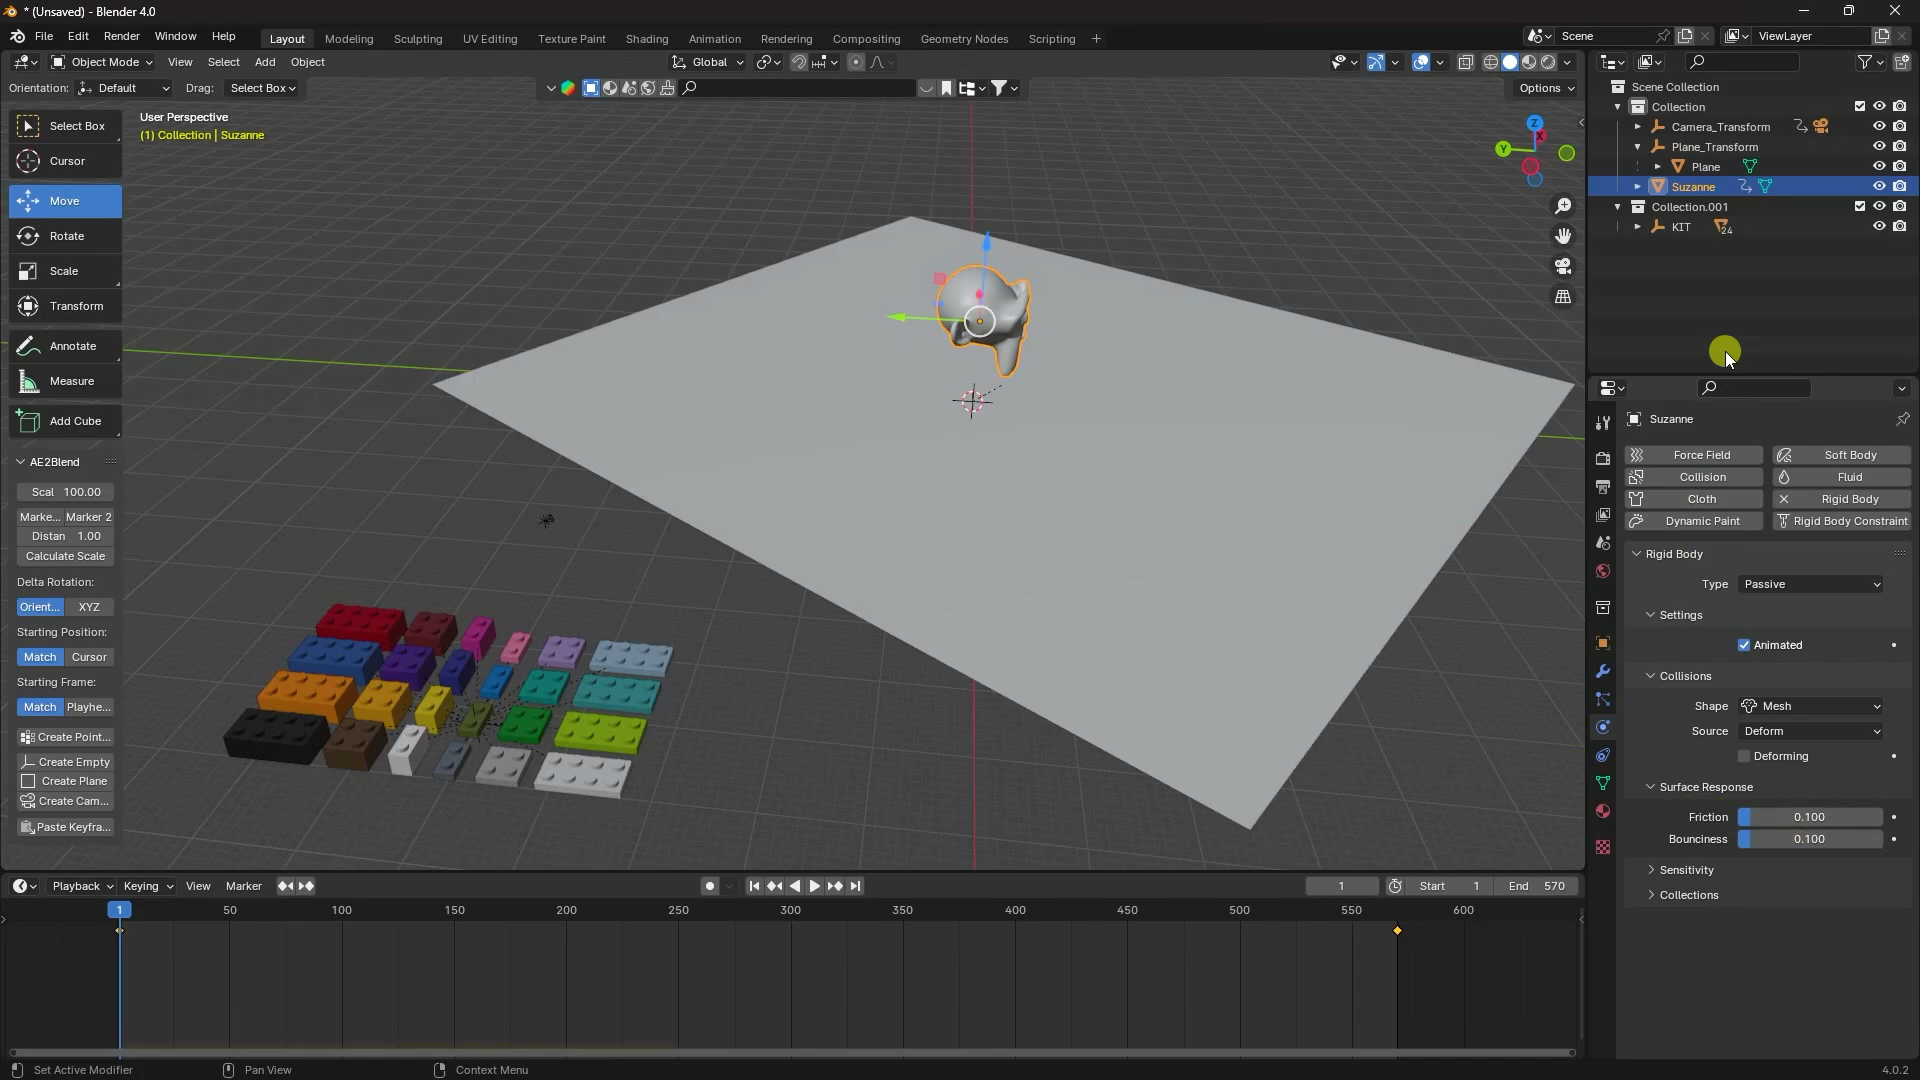 * (Unsaved) - Blender 4.0
File Edit Render Window Help Layout Modeling Sculpting UV Editing Texture Paint Shading Animation Rendering Compositing Geometry Nodes Scripting + Scene ViewLayer
Object Mode View Select Add Object Global
Orientation: Default Drag: Select Box Options
User Perspective
(1) Collection | Suzanne
Select Box
Cursor
Move
Rotate
Scale
Transform
Annotate
Measure
Add Cube
AE2Blend
Scal 100.00
Marke... Marker 2
Distan 1.00
Calculate Scale
Delta Rotation:
Orient... XYZ
Starting Position:
Match Cursor
Starting Frame:
Match Playhe...
Create Point...
Create Empty
Create Plane
Create Cam...
Paste Keyfra...
Z
X
Y
Scene Collection
Collection
Camera_Transform
Plane_Transform
Plane
Suzanne
Collection.001
KIT 24
Suzanne
Force Field Soft Body
Collision Fluid
Cloth Rigid Body
Dynamic Paint Rigid Body Constraint
Rigid Body
Type Passive
Settings
Animated
Collisions
Shape Mesh
Source Deform
Deforming
Surface Response
Friction 0.100
Bounciness 0.100
Sensitivity
Collections
Playback Keying View Marker 1 Start 1 End 570
1 50 100 150 200 250 300 350 400 450 500 550 600
Set Active Modifier Pan View Context Menu 4.0.2